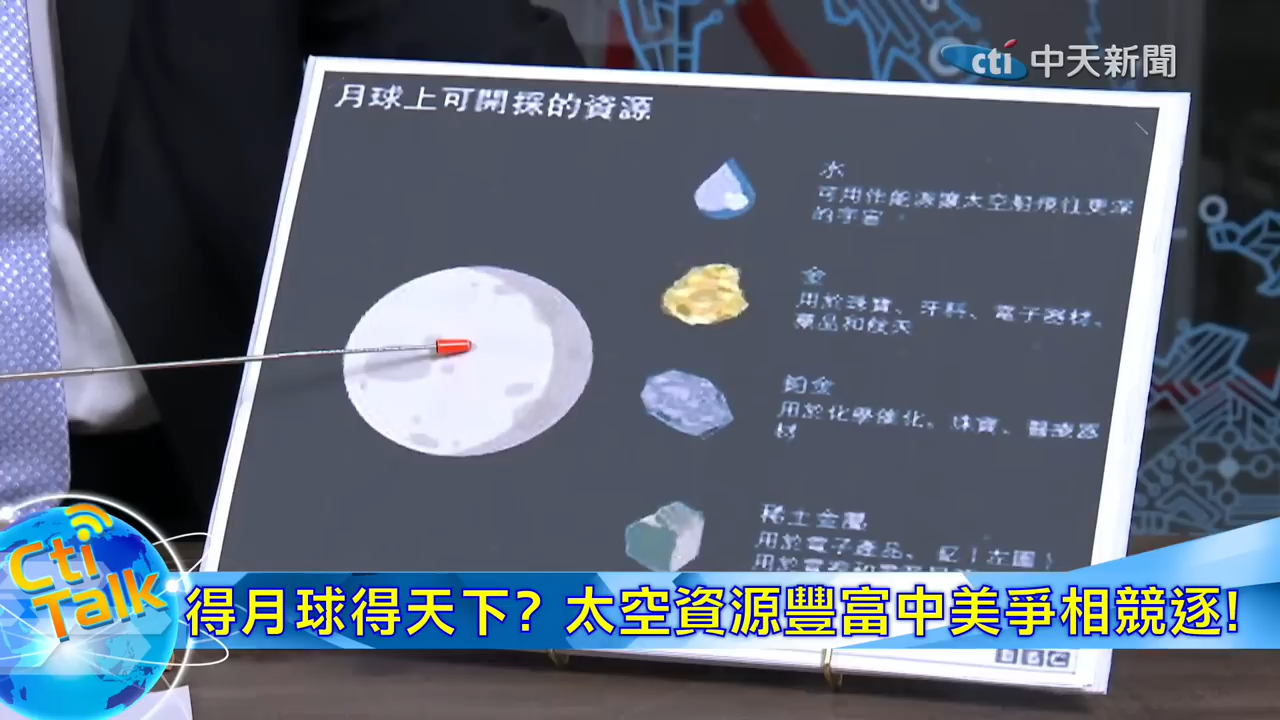 cti 中天新聞
月球上可開採的資源
水
可用作能源讓太空船飛往更深
的宇宙
金
用於珠寶、牙科、電子器材、
藥品和航天
鉑金
用於化學催化、珠寶、醫療器
材
稀土金屬
用於電子產品、釔（左圖）
Cti
Talk
得月球得天下? 太空資源豐富中美爭相競逐!
BBC